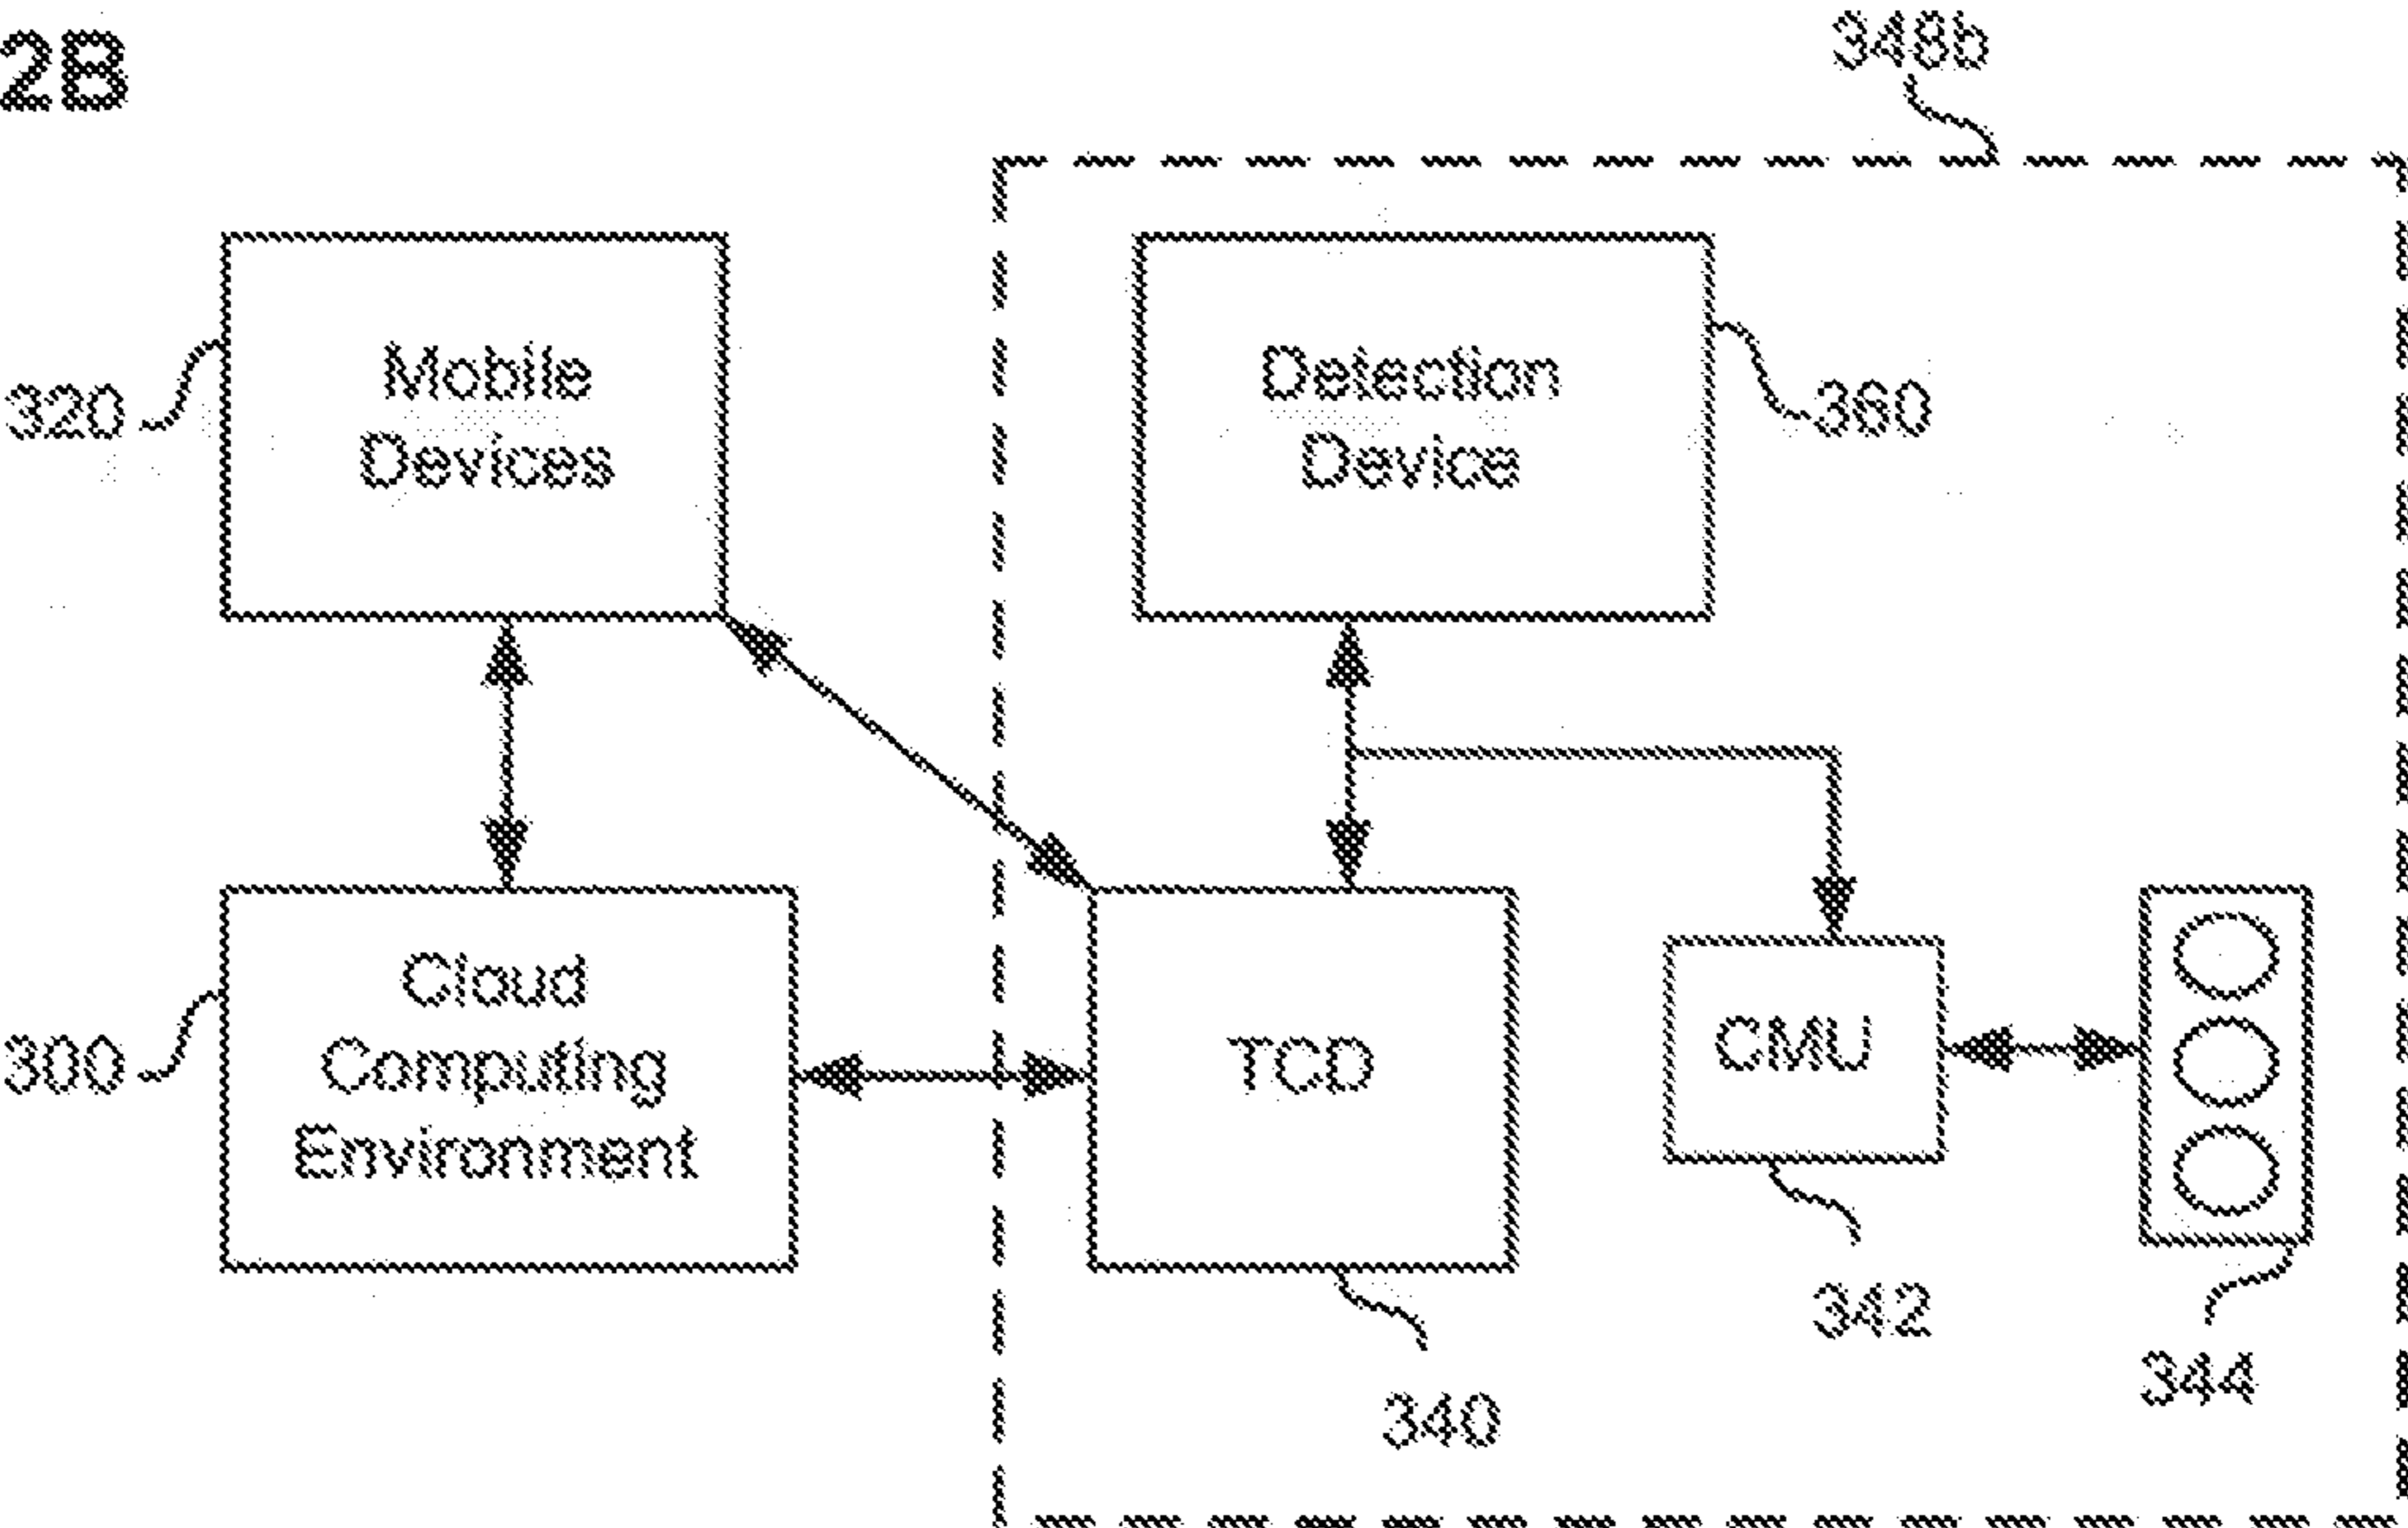 2B
348b
Mobile
Devices
320
Detection
Device
360
Cloud
Computing
Environment
300
TCD
340
CMU
342
344